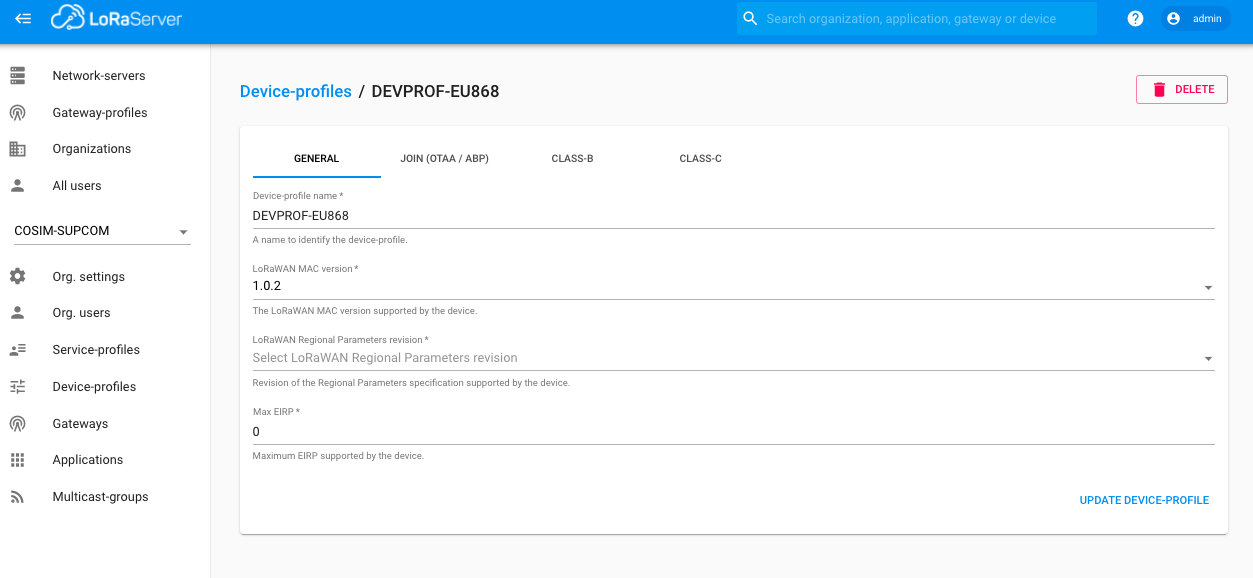 LoRaServer
Search organization, application, gateway or device
?
admin
Network-servers
Gateway-profiles
Organizations
All users
COSIM-SUPCOM
Org. settings
Org. users
Service-profiles
Device-profiles
Gateways
Applications
Multicast-groups
Device-profiles / DEVPROF-EU868
DELETE
GENERAL JOIN (OTAA / ABP) CLASS-B CLASS-C
Device-profile name *
DEVPROF-EU868
A name to identify the device-profile.
LoRaWAN MAC version *
1.0.2
The LoRaWAN MAC version supported by the device.
LoRaWAN Regional Parameters revision *
Select LoRaWAN Regional Parameters revision
Revision of the Regional Parameters specification supported by the device.
Max EIRP *
0
Maximum EIRP supported by the device.
UPDATE DEVICE-PROFILE